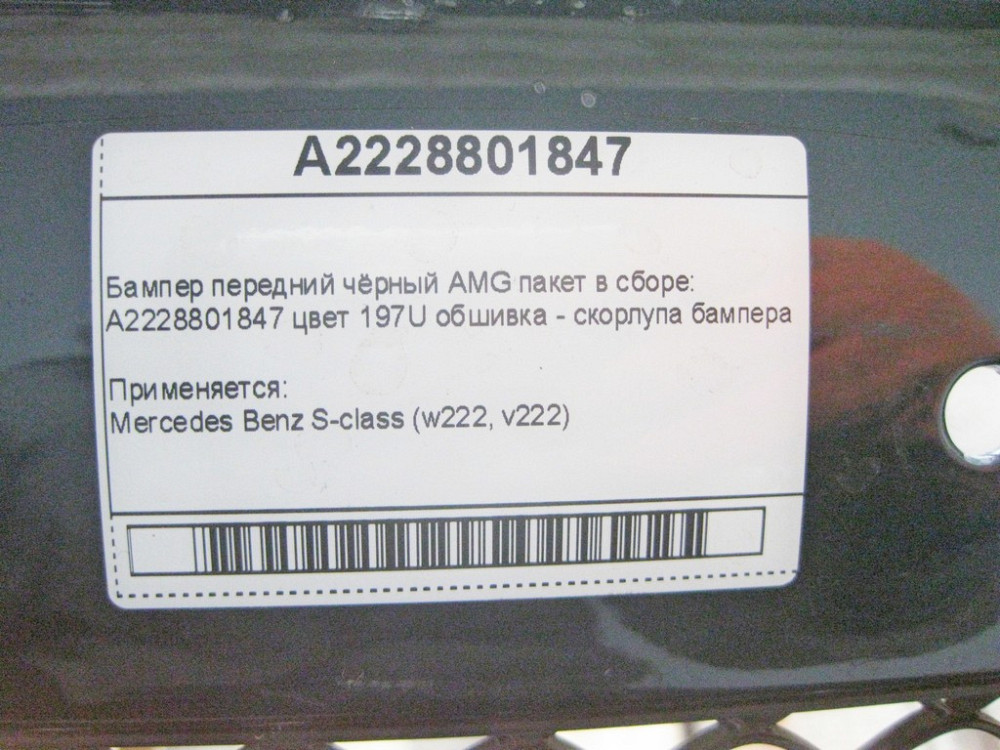 A2228801847
Бампер передний чёрный AMG пакет в сборе:
A2228801847 цвет 197U обшивка - скорлупа бампера
Применяется:
Mercedes Benz S-class (w222, v222)